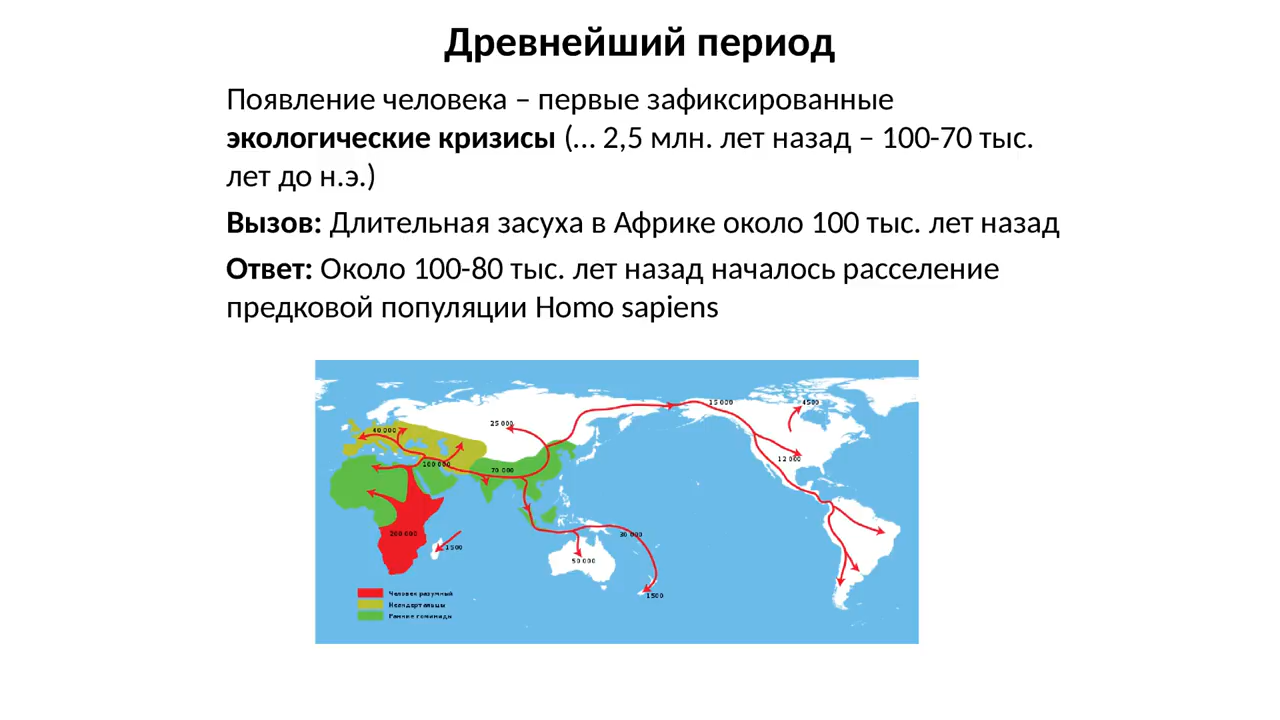 Древнейший период
Появление человека – первые зафиксированные
экологические кризисы (… 2,5 млн. лет назад – 100-70 тыс.
лет до н.э.)
Вызов: Длительная засуха в Африке около 100 тыс. лет назад
Ответ: Около 100-80 тыс. лет назад началось расселение
предковой популяции Homo sapiens
15 000
4500
25 000
40 000
100 000
70 000
12 000
200 000
1500
30 000
50 000
1500
Человек разумный
Неандертальцы
Ранние гоминиды